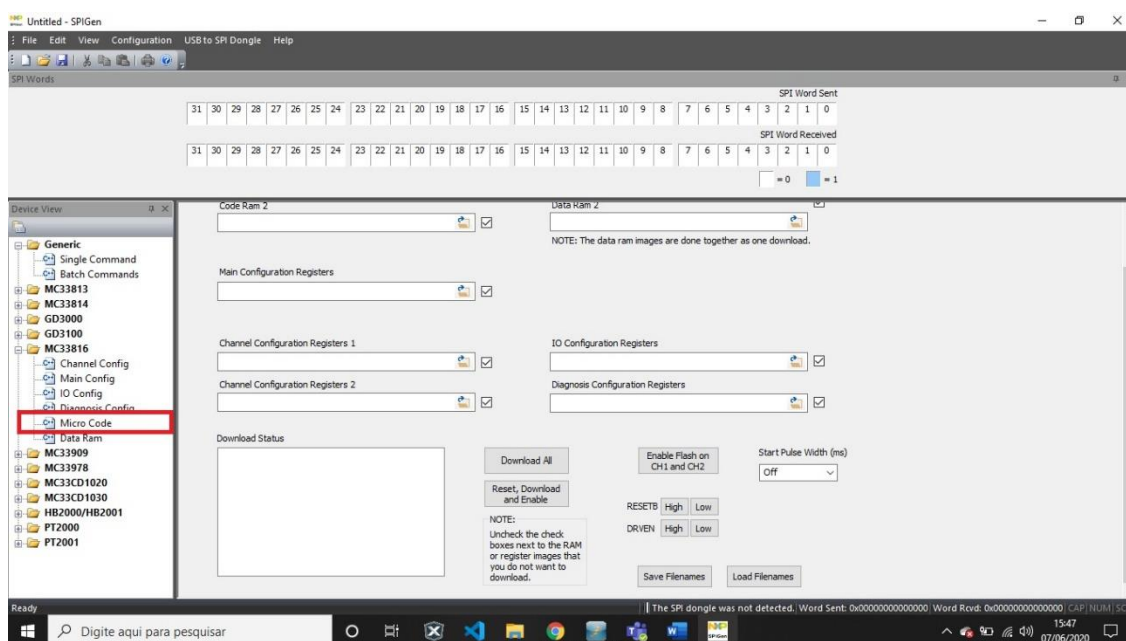 Untitled - SPIGen
File Edit View Configuration USB to SPI Dongle Help
SPI Words
SPI Word Sent
31 30 29 28 27 26 25 24 23 22 21 20 19 18 17 16 15 14 13 12 11 10 9 8 7 6 5 4 3 2 1 0
SPI Word Received
31 30 29 28 27 26 25 24 23 22 21 20 19 18 17 16 15 14 13 12 11 10 9 8 7 6 5 4 3 2 1 0
= 0 = 1
Device View
Generic
Single Command
Batch Commands
MC33813
MC33814
GD3000
GD3100
MC33816
Channel Config
Main Config
IO Config
Diagnosis Config
Micro Code
Data Ram
MC33909
MC33978
MC33CD1020
MC33CD1030
HB2000/HB2001
PT2000
PT2001
Code Ram 2
Data Ram 2
NOTE: The data ram images are done together as one download.
Main Configuration Registers
Channel Configuration Registers 1
IO Configuration Registers
Channel Configuration Registers 2
Diagnosis Configuration Registers
Download Status
Download All
Reset, Download
and Enable
NOTE:
Uncheck the check
boxes next to the RAM
or register images that
you do not want to
download.
Enable Flash on
CH1 and CH2
Start Pulse Width (ms)
Off
RESETB High Low
DRVEN High Low
Save Filenames Load Filenames
Ready
The SPI dongle was not detected. Word Sent: 0x00000000000000 Word Rcvd: 0x00000000000000 CAP NUM SC
Digite aqui para pesquisar
NXP
SPIGen
15:47
07/06/2020